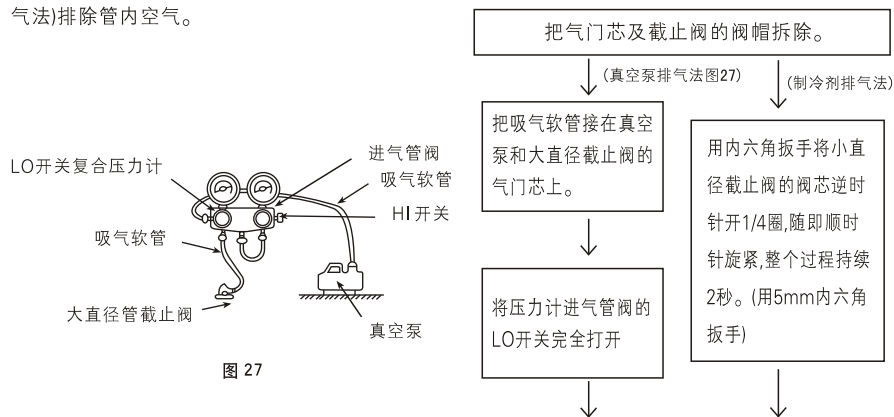 气法)排除管内空气。
LO开关复合压力计
进气管阀
吸气软管
HI 开关
吸气软管
大直径管截止阀
真空泵
图 27
把气门芯及截止阀的阀帽拆除。
(真空泵排气法图27)
(制冷剂排气法)
把吸气软管接在真空
泵和大直径截止阀的
气门芯上。
将压力计进气管阀的
LO开关完全打开
用内六角扳手将小直
径截止阀的阀芯逆时
针开1/4圈,随即顺时
针旋紧,整个过程持续
2秒。(用5mm内六角
扳手)